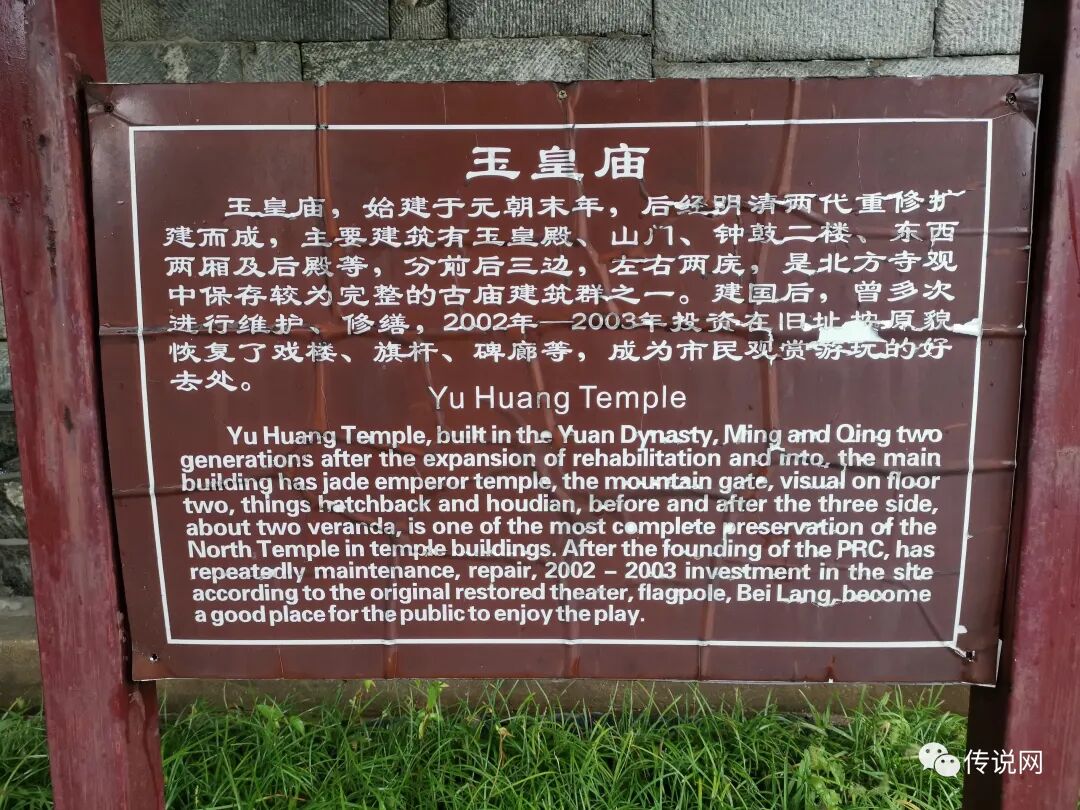 玉皇庙
玉皇庙，始建于元朝末年，后经明清两代重修扩
建而成，主要建筑有玉皇殿、山门、钟鼓二楼、东西
两厢及后殿等，分前后三边，左右两庑，是北方寺观
中保存较为完整的古庙建筑群之一。建国后，曾多次
进行维护、修缮，2002年—2003年投资在旧址按原貌
恢复了戏楼、旗杆、碑廊等，成为市民观赏游玩的好
去处。
Yu Huang Temple
Yu Huang Temple, built in the Yuan Dynasty, Ming and Qing two
generations after the expansion of rehabilitation and into, the main
building has jade emperor temple, the mountain gate, visual on floor
two, things hatchback and houdian, before and after the three side,
about two veranda, is one of the most complete preservation of the
North Temple in temple buildings. After the founding of the PRC, has
repeatedly maintenance, repair, 2002 – 2003 investment in the site
according to the original restored theater, flagpole, Bei Lang, become
a good place for the public to enjoy the play.
传说网